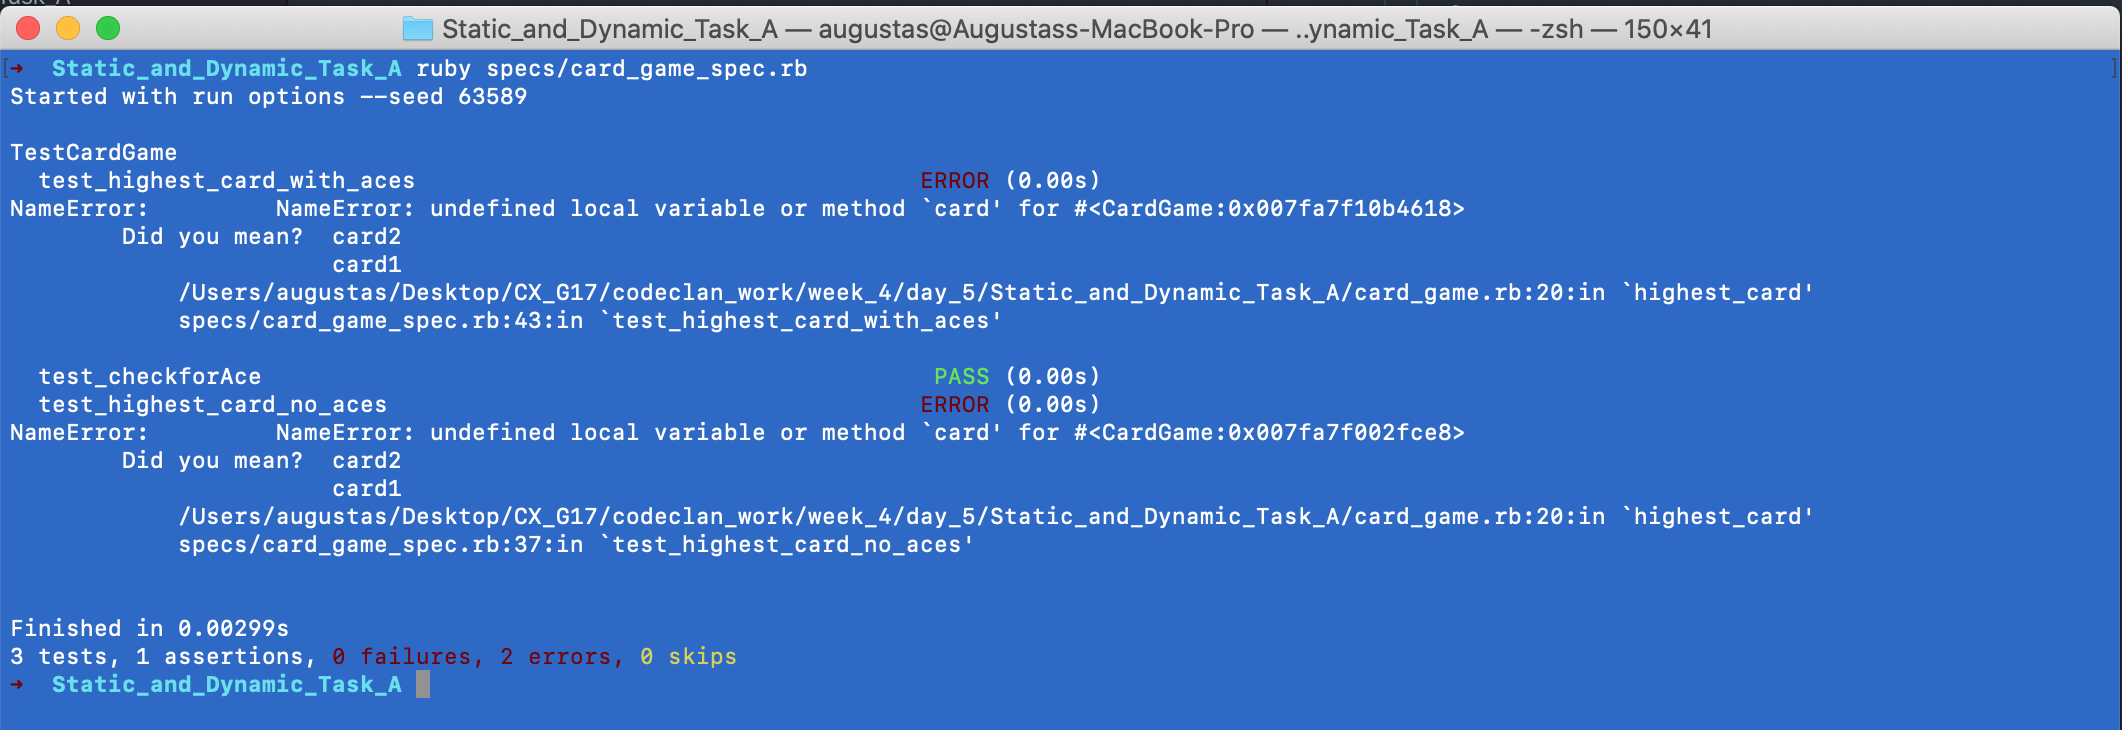 Static_and_Dynamic_Task_A — augustas@Augustass-MacBook-Pro — ..ynamic_Task_A — -zsh — 150×41
[➜  Static_and_Dynamic_Task_A ruby specs/card_game_spec.rb ]
Started with run options --seed 63589
TestCardGame
test_highest_card_with_aces ERROR (0.00s)
NameError: NameError: undefined local variable or method `card' for #<CardGame:0x007fa7f10b4618>
Did you mean? card2
card1
/Users/augustas/Desktop/CX_G17/codeclan_work/week_4/day_5/Static_and_Dynamic_Task_A/card_game.rb:20:in `highest_card'
specs/card_game_spec.rb:43:in `test_highest_card_with_aces'
test_checkforAce PASS (0.00s)
test_highest_card_no_aces ERROR (0.00s)
NameError: NameError: undefined local variable or method `card' for #<CardGame:0x007fa7f002fce8>
Did you mean? card2
card1
/Users/augustas/Desktop/CX_G17/codeclan_work/week_4/day_5/Static_and_Dynamic_Task_A/card_game.rb:20:in `highest_card'
specs/card_game_spec.rb:37:in `test_highest_card_no_aces'
Finished in 0.00299s
3 tests, 1 assertions, 0 failures, 2 errors, 0 skips
➜  Static_and_Dynamic_Task_A